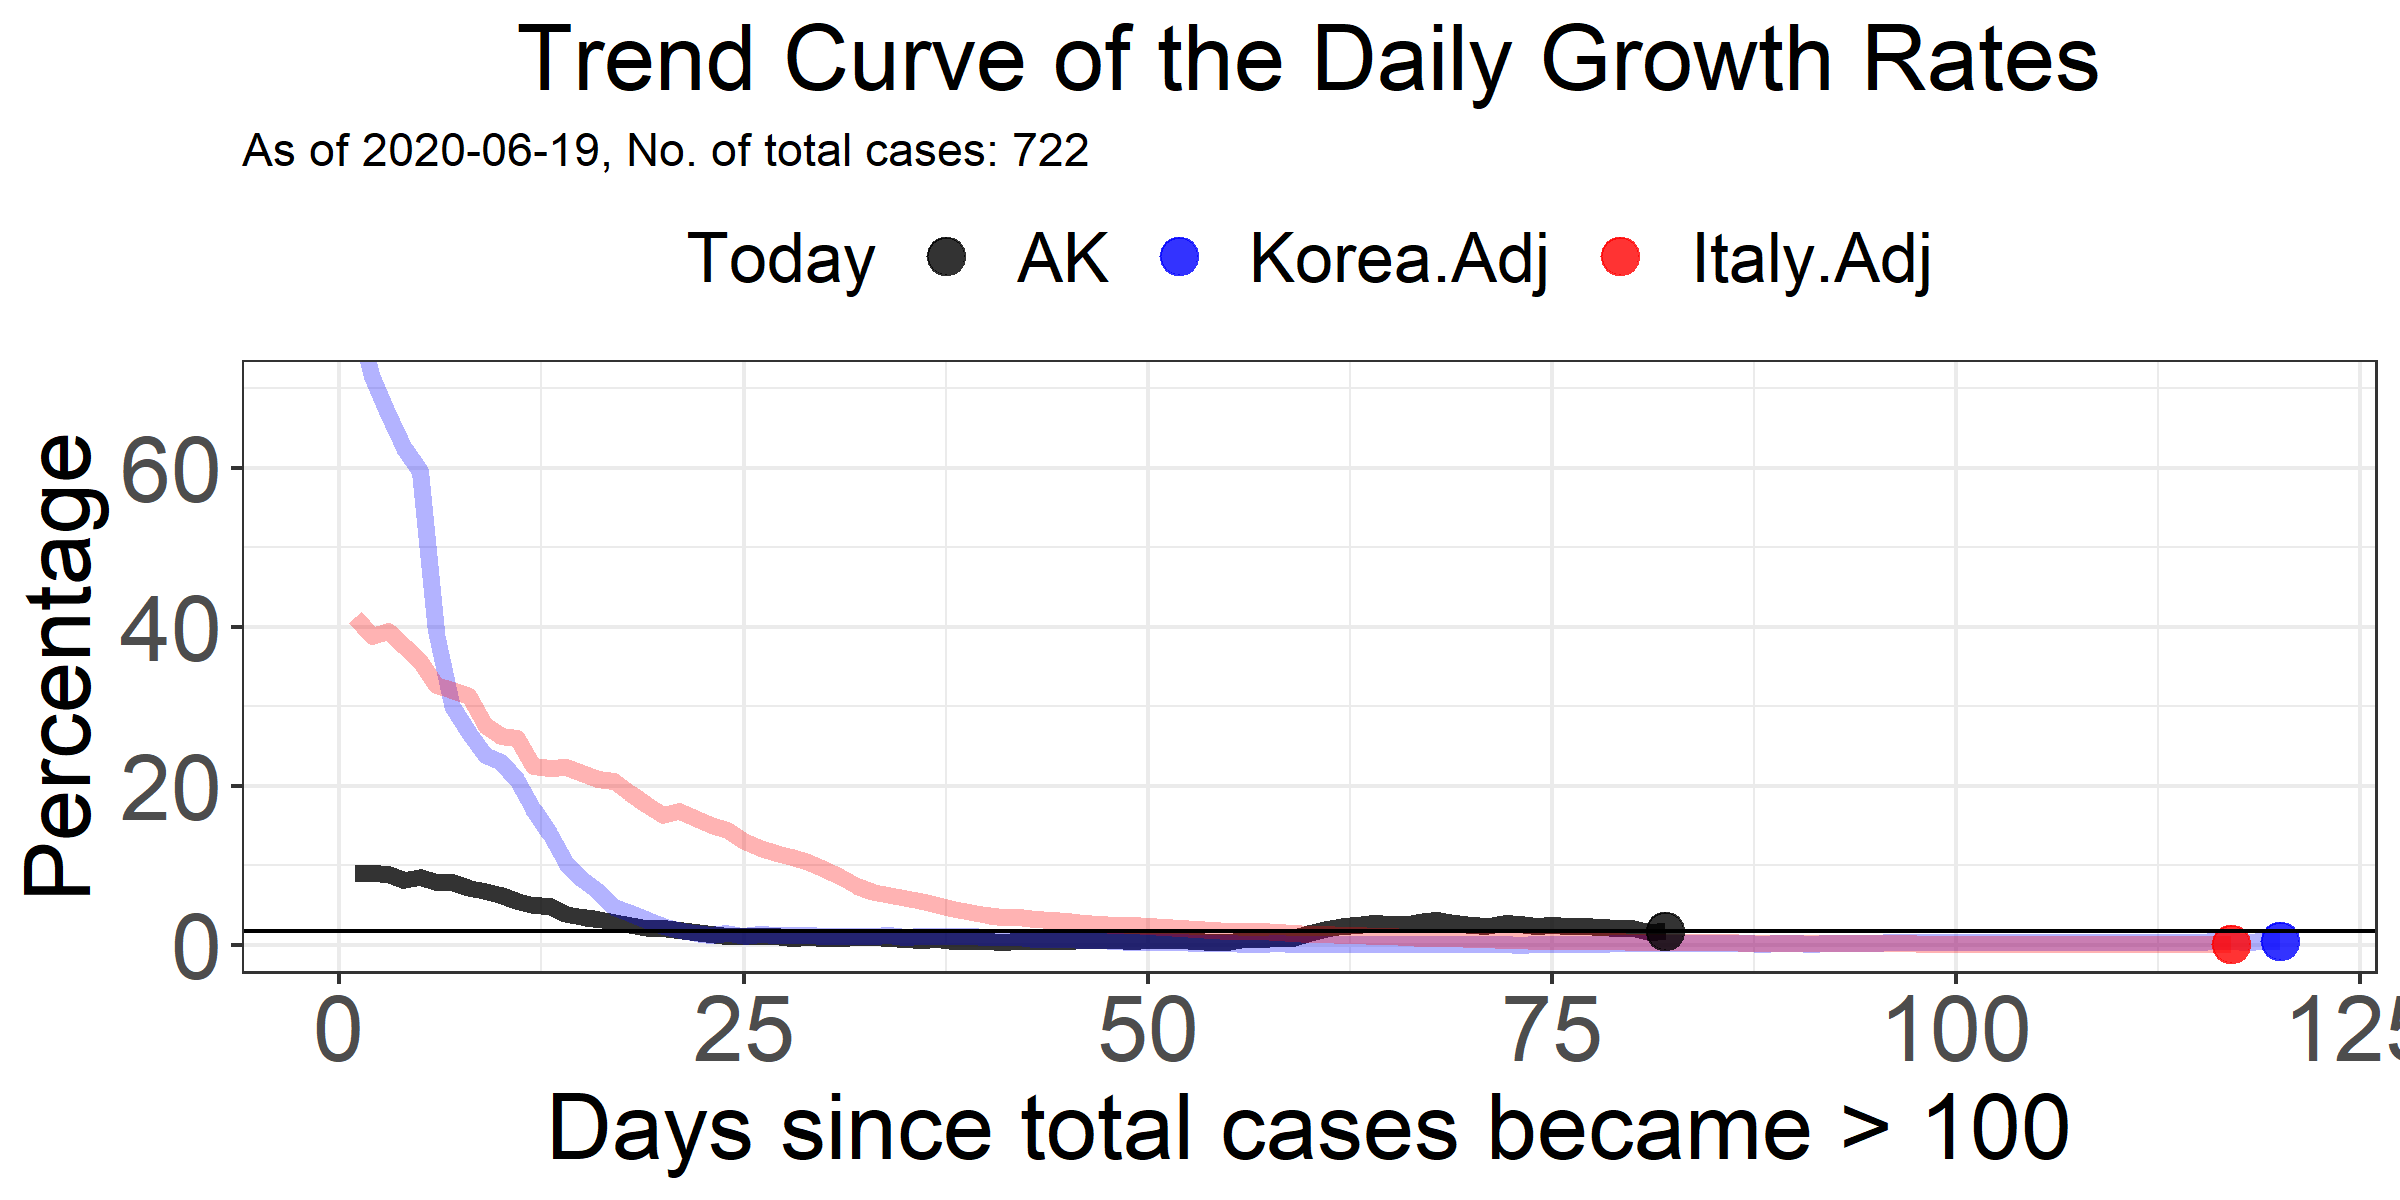 Trend Curve of the Daily Growth Rates
As of 2020-06-19, No. of total cases: 722
Today AK Korea.Adj Italy.Adj
Percentage
60
40
20
0
0 25 50 75 100 125
Days since total cases became > 100